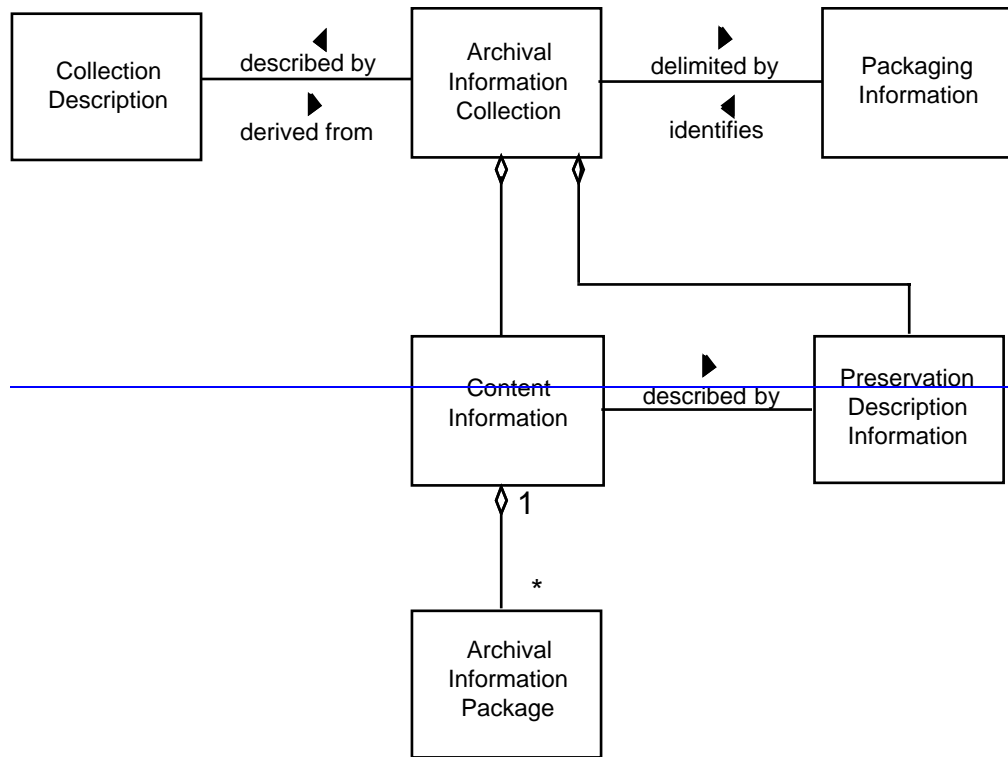 Collection
Description
described by
derived from
Archival
Information
Collection
delimited by
identifies
Packaging
Information
Content
Information
described by
Preservation
Description
Information
1
*
Archival
Information
Package